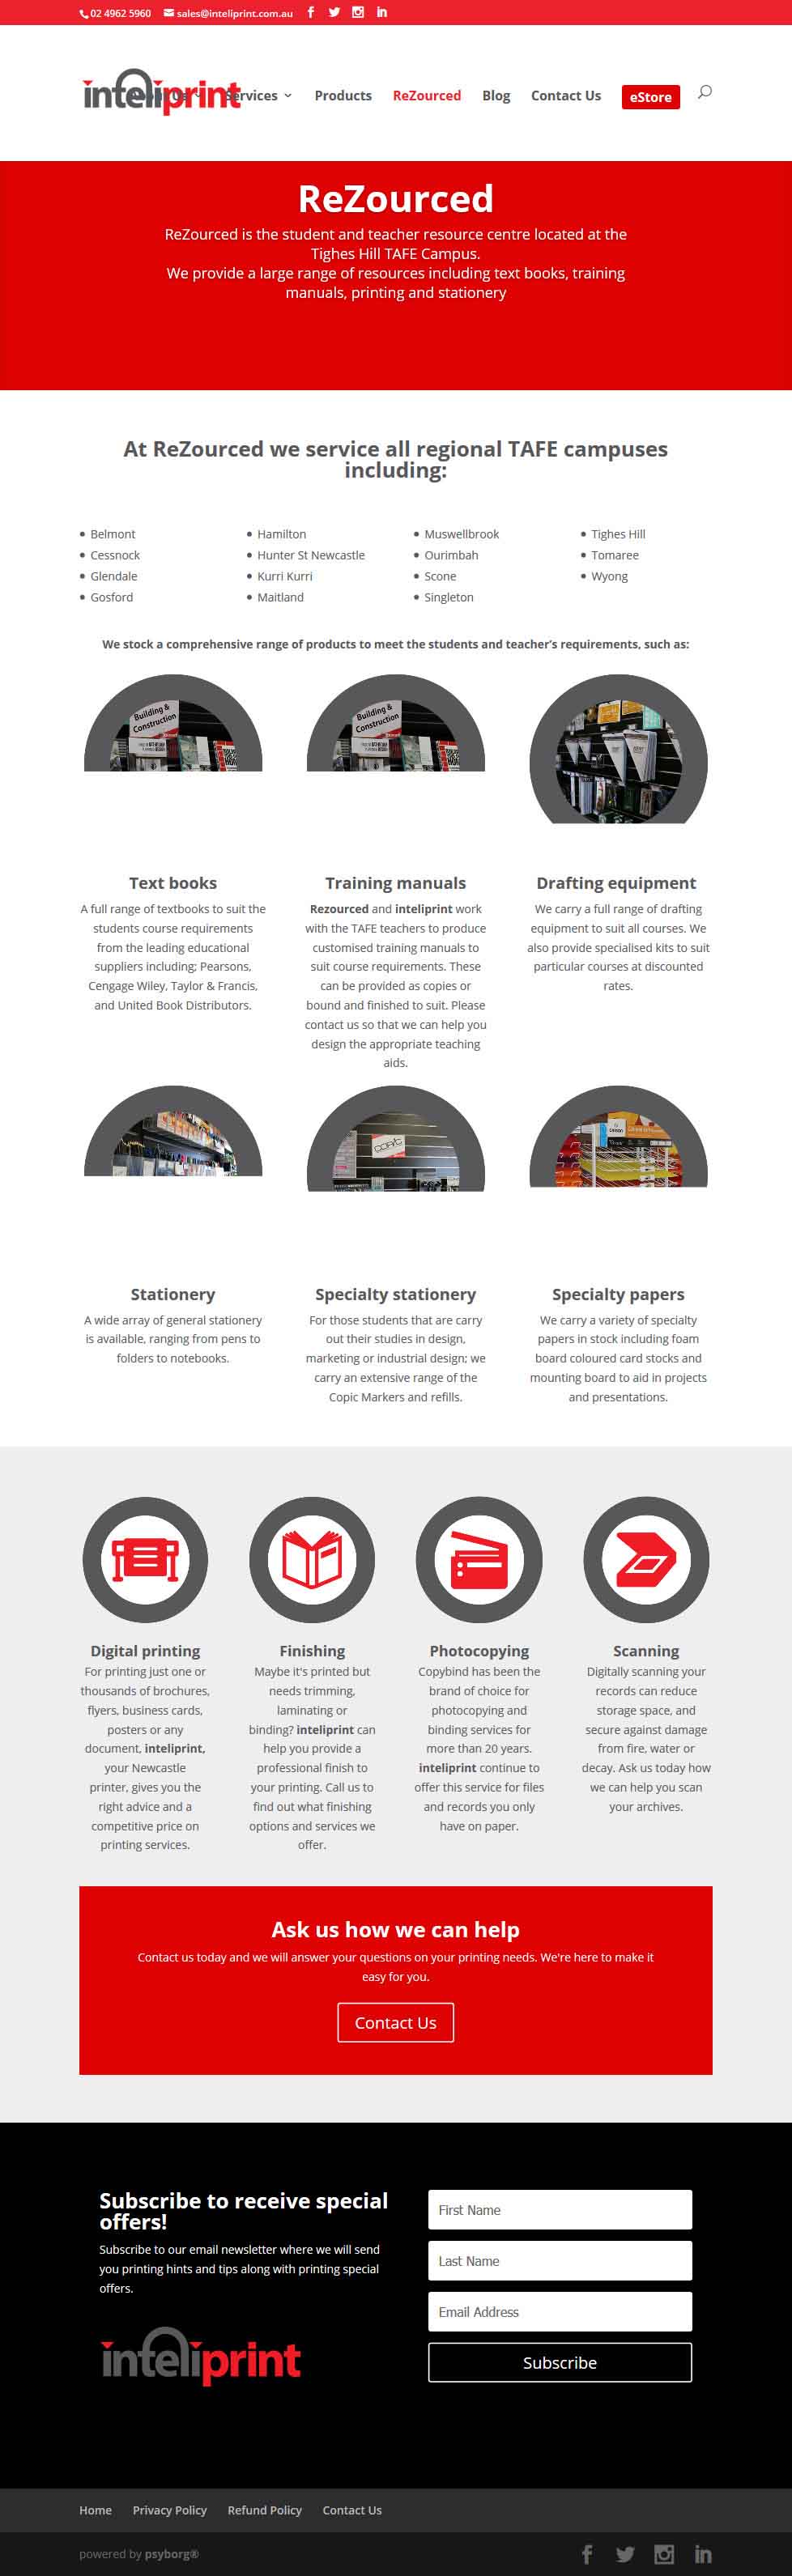 02 4962 5960 sales@inteliprint.com.au
inteliprint
Services Products ReZourced Blog Contact Us eStore
ReZourced
ReZourced is the student and teacher resource centre located at the
Tighes Hill TAFE Campus.
We provide a large range of resources including text books, training
manuals, printing and stationery
At ReZourced we service all regional TAFE campuses
including:
Belmont
Cessnock
Glendale
Gosford
Hamilton
Hunter St Newcastle
Kurri Kurri
Maitland
Muswellbrook
Ourimbah
Scone
Singleton
Tighes Hill
Tomaree
Wyong
We stock a comprehensive range of products to meet the students and teacher’s requirements, such as:
Building &
Construction
Building &
Construction
Text books
A full range of textbooks to suit the
students course requirements
from the leading educational
suppliers including; Pearsons,
Cengage Wiley, Taylor & Francis,
and United Book Distributors.
Training manuals
Rezourced and inteliprint work
with the TAFE teachers to produce
customised training manuals to
suit course requirements. These
can be provided as copies or
bound and finished to suit. Please
contact us so that we can help you
design the appropriate teaching
aids.
Drafting equipment
We carry a full range of drafting
equipment to suit all courses. We
also provide specialised kits to suit
particular courses at discounted
rates.
COPIC
Stationery
A wide array of general stationery
is available, ranging from pens to
folders to notebooks.
Specialty stationery
For those students that are carry
out their studies in design,
marketing or industrial design; we
carry an extensive range of the
Copic Markers and refills.
Specialty papers
We carry a variety of specialty
papers in stock including foam
board coloured card stocks and
mounting board to aid in projects
and presentations.
Digital printing
For printing just one or
thousands of brochures,
flyers, business cards,
posters or any
document, inteliprint,
your Newcastle
printer, gives you the
right advice and a
competitive price on
printing services.
Finishing
Maybe it's printed but
needs trimming,
laminating or
binding? inteliprint can
help you provide a
professional finish to
your printing. Call us to
find out what finishing
options and services we
offer.
Photocopying
Copybind has been the
brand of choice for
photocopying and
binding services for
more than 20 years.
inteliprint continue to
offer this service for files
and records you only
have on paper.
Scanning
Digitally scanning your
records can reduce
storage space, and
secure against damage
from fire, water or
decay. Ask us today how
we can help you scan
your archives.
Ask us how we can help
Contact us today and we will answer your questions on your printing needs. We're here to make it
easy for you.
Contact Us
Subscribe to receive special
offers!
Subscribe to our email newsletter where we will send
you printing hints and tips along with printing special
offers.
inteliprint
First Name
Last Name
Email Address
Subscribe
Home Privacy Policy Refund Policy Contact Us
powered by psyborg®